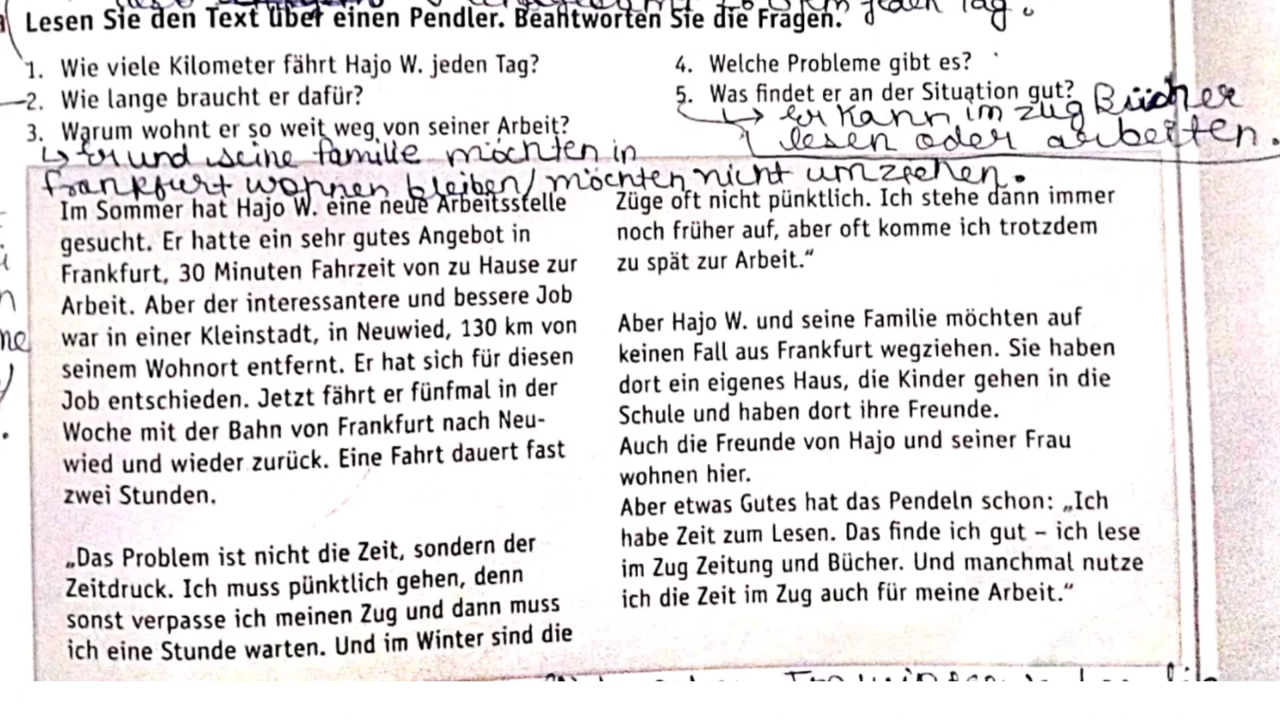 jeden Tag.
Lesen Sie den Text über einen Pendler. Beantworten Sie die Fragen.
1. Wie viele Kilometer fährt Hajo W. jeden Tag?
2. Wie lange braucht er dafür?
3. Warum wohnt er so weit weg von seiner Arbeit?
↳ Er und seine familie möchten in
frankfurt wohnen bleiben/möchten nicht umziehen.
4. Welche Probleme gibt es?
5. Was findet er an der Situation gut?
↳ er kann im zug Bücher
lesen oder arbeiten.
Im Sommer hat Hajo W. eine neue Arbeitsstelle
gesucht. Er hatte ein sehr gutes Angebot in
Frankfurt, 30 Minuten Fahrzeit von zu Hause zur
Arbeit. Aber der interessantere und bessere Job
war in einer Kleinstadt, in Neuwied, 130 km von
seinem Wohnort entfernt. Er hat sich für diesen
Job entschieden. Jetzt fährt er fünfmal in der
Woche mit der Bahn von Frankfurt nach Neu-
wied und wieder zurück. Eine Fahrt dauert fast
zwei Stunden.
„Das Problem ist nicht die Zeit, sondern der
Zeitdruck. Ich muss pünktlich gehen, denn
sonst verpasse ich meinen Zug und dann muss
ich eine Stunde warten. Und im Winter sind die
Züge oft nicht pünktlich. Ich stehe dann immer
noch früher auf, aber oft komme ich trotzdem
zu spät zur Arbeit.“
Aber Hajo W. und seine Familie möchten auf
keinen Fall aus Frankfurt wegziehen. Sie haben
dort ein eigenes Haus, die Kinder gehen in die
Schule und haben dort ihre Freunde.
Auch die Freunde von Hajo und seiner Frau
wohnen hier.
Aber etwas Gutes hat das Pendeln schon: „Ich
habe Zeit zum Lesen. Das finde ich gut – ich lese
im Zug Zeitung und Bücher. Und manchmal nutze
ich die Zeit im Zug auch für meine Arbeit.“